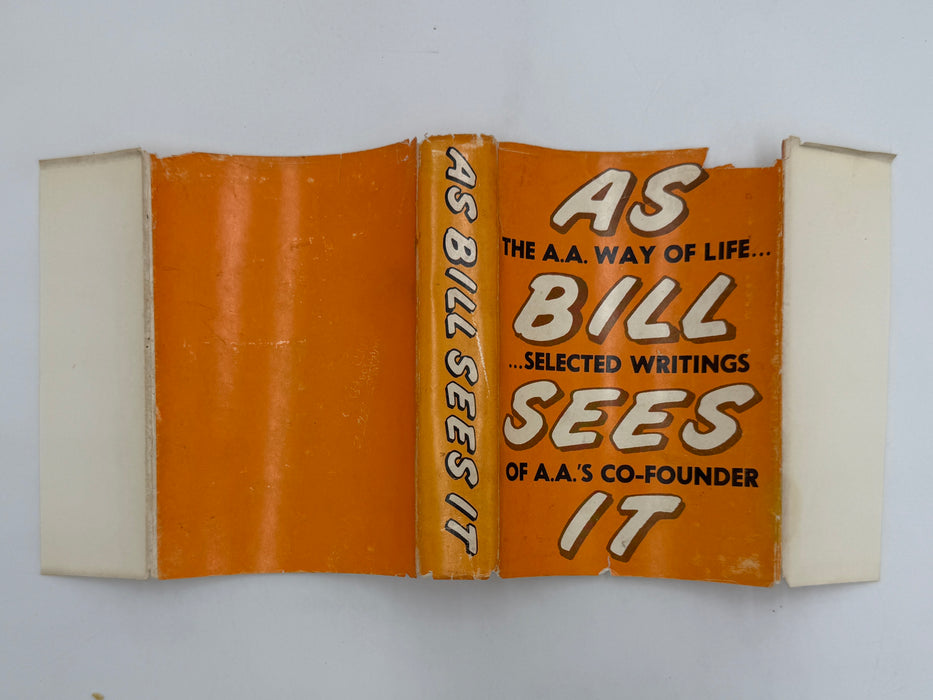 AS BILL SEES IT
AS
THE A.A. WAY OF LIFE...
BILL
...SELECTED WRITINGS
SEES
OF A.A.'S CO-FOUNDER
IT